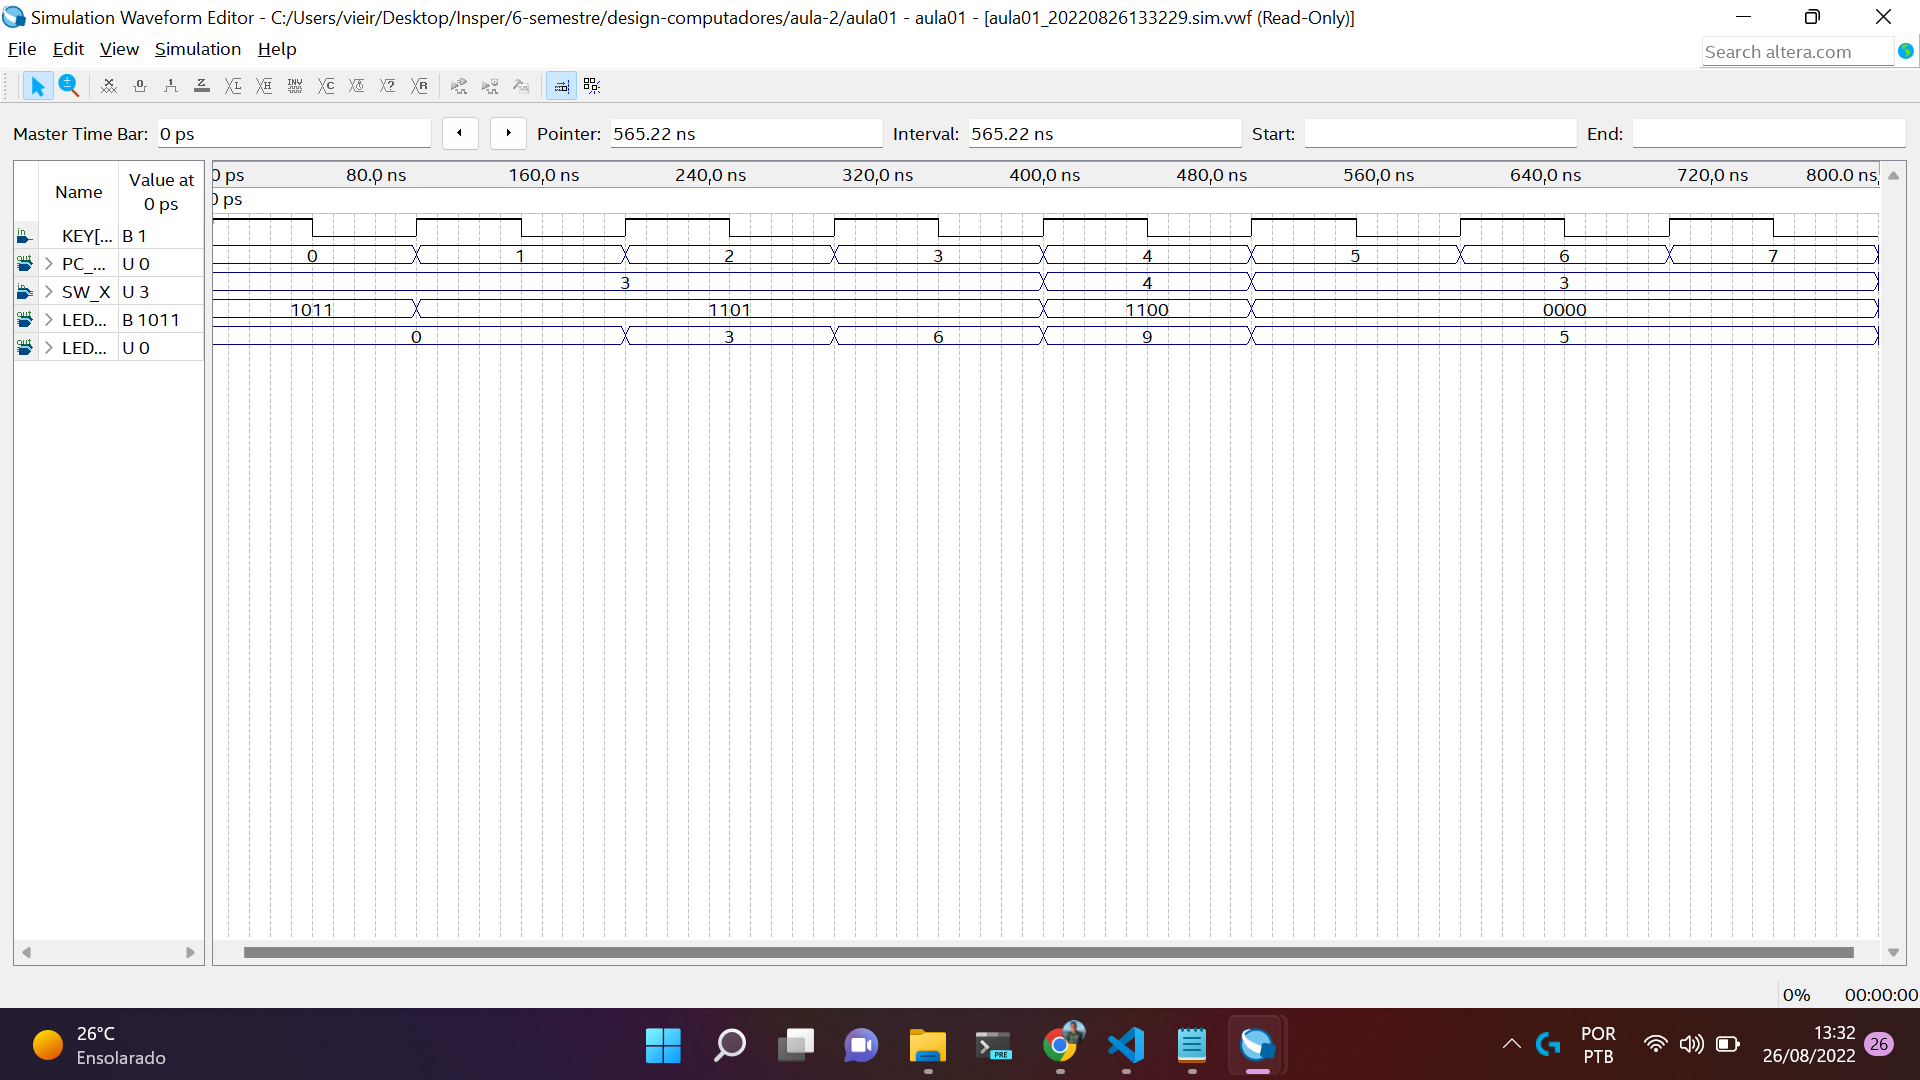 Simulation Waveform Editor - C:/Users/vieir/Desktop/Insper/6-semestre/design-computadores/aula-2/aula01 - aula01 - [aula01_20220826133229.sim.vwf (Read-Only)]
File Edit View Simulation Help
Search altera.com
Master Time Bar: 0 ps Pointer: 565.22 ns Interval: 565.22 ns Start: End:
Name Value at 0 ps
0 ps 80.0 ns 160.0 ns 240.0 ns 320.0 ns 400.0 ns 480.0 ns 560.0 ns 640.0 ns 720.0 ns 800.0 ns
0 ps
KEY[... B 1
PC_... U 0 0 1 2 3 4 5 6 7
SW_X U 3 3 4 3
LED... B 1011 1011 1101 1100 0000
LED... U 0 0 3 6 9 5
0% 00:00:00
26°C
Ensolarado
PRE
POR
PTB
13:32
26/08/2022
26